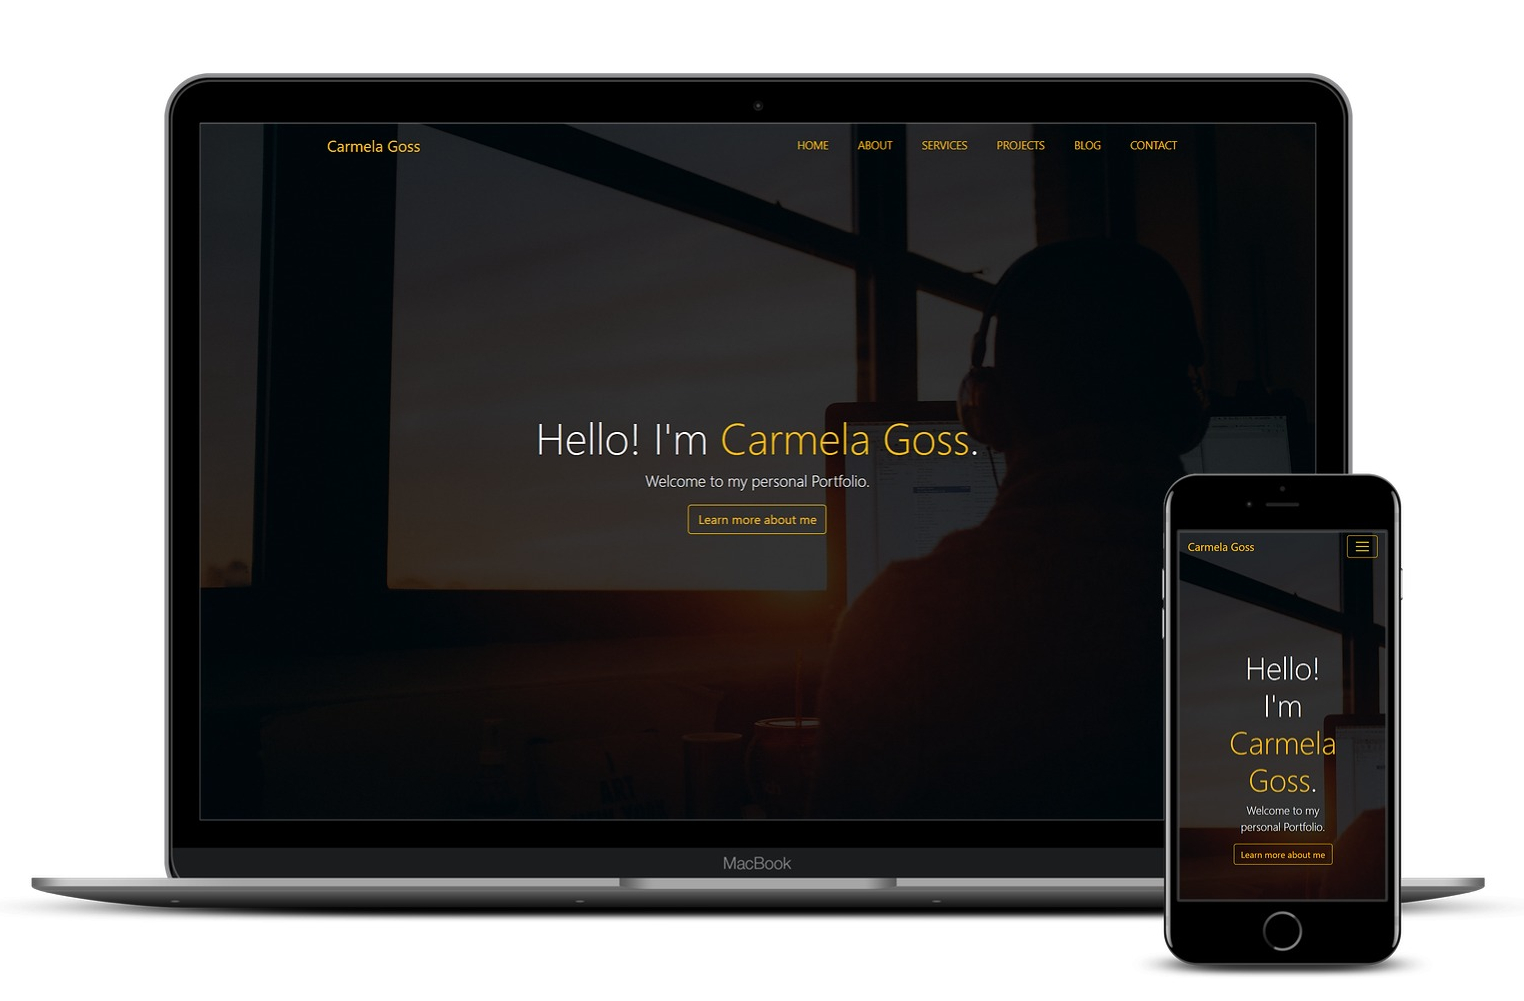 Carmela Goss
HOME ABOUT SERVICES PROJECTS BLOG CONTACT
Hello! I'm Carmela Goss.
Welcome to my personal Portfolio.
Learn more about me
MacBook
Carmela Goss
Hello!
I'm
Carmela
Goss.
Welcome to my
personal Portfolio.
Learn more about me